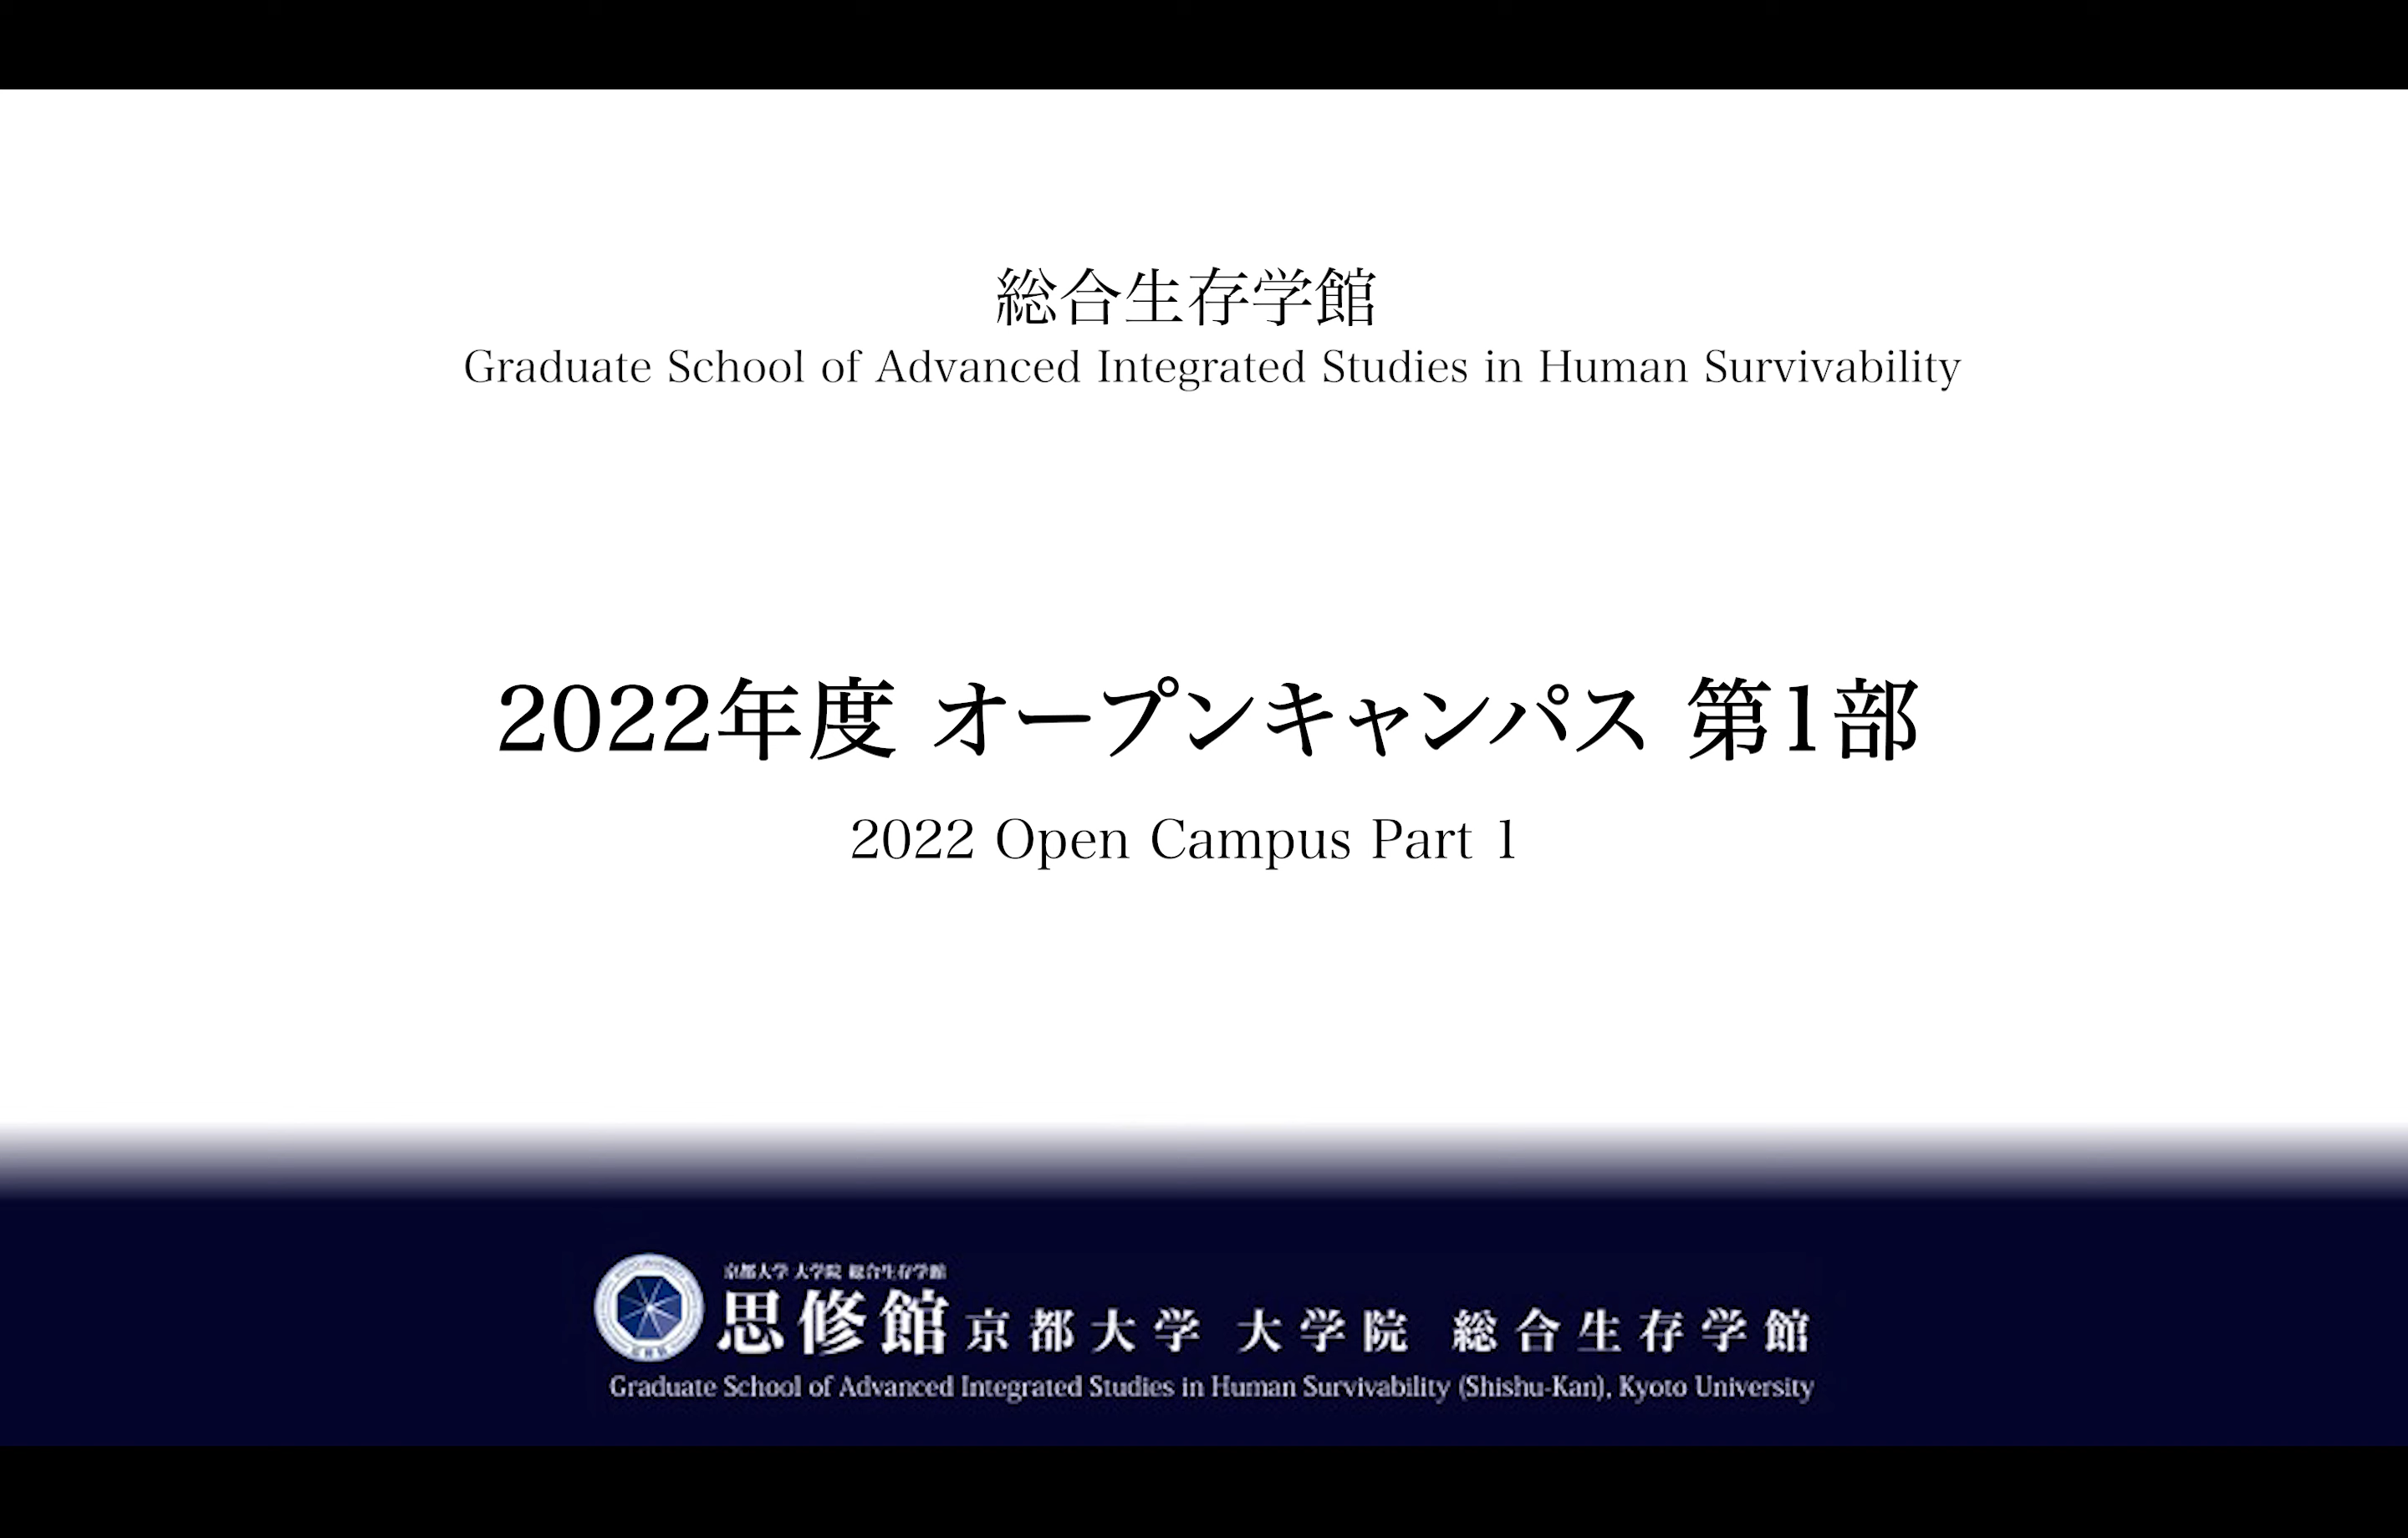 総合生存学館
Graduate School of Advanced Integrated Studies in Human Survivability
2022年度 オープンキャンパス 第1部
2022 Open Campus Part 1
京都大学 大学院 総合生存学館
思修館 京都大学 大学院 総合生存学館
Graduate School of Advanced Integrated Studies in Human Survivability (Shishu-Kan), Kyoto University